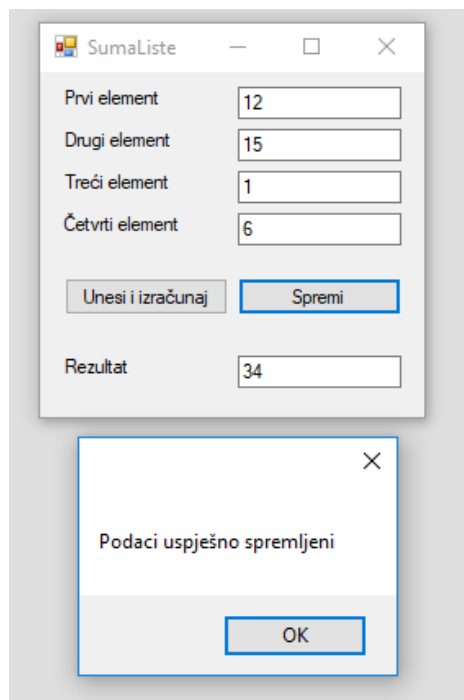 SumaListe
Prvi element 12
Drugi element 15
Treći element 1
Četvrti element 6
Unesi i izračunaj Spremi
Rezultat 34
Podaci uspješno spremljeni
OK